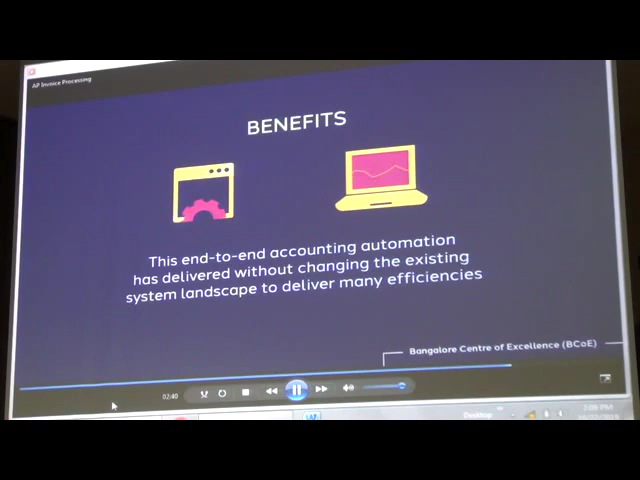 AP Invoice Processing
BENEFITS
This end-to-end accounting automation
has delivered without changing the existing
system landscape to deliver many efficiencies
Bangalore Centre of Excellence (BCoE)
02:40
Desktop